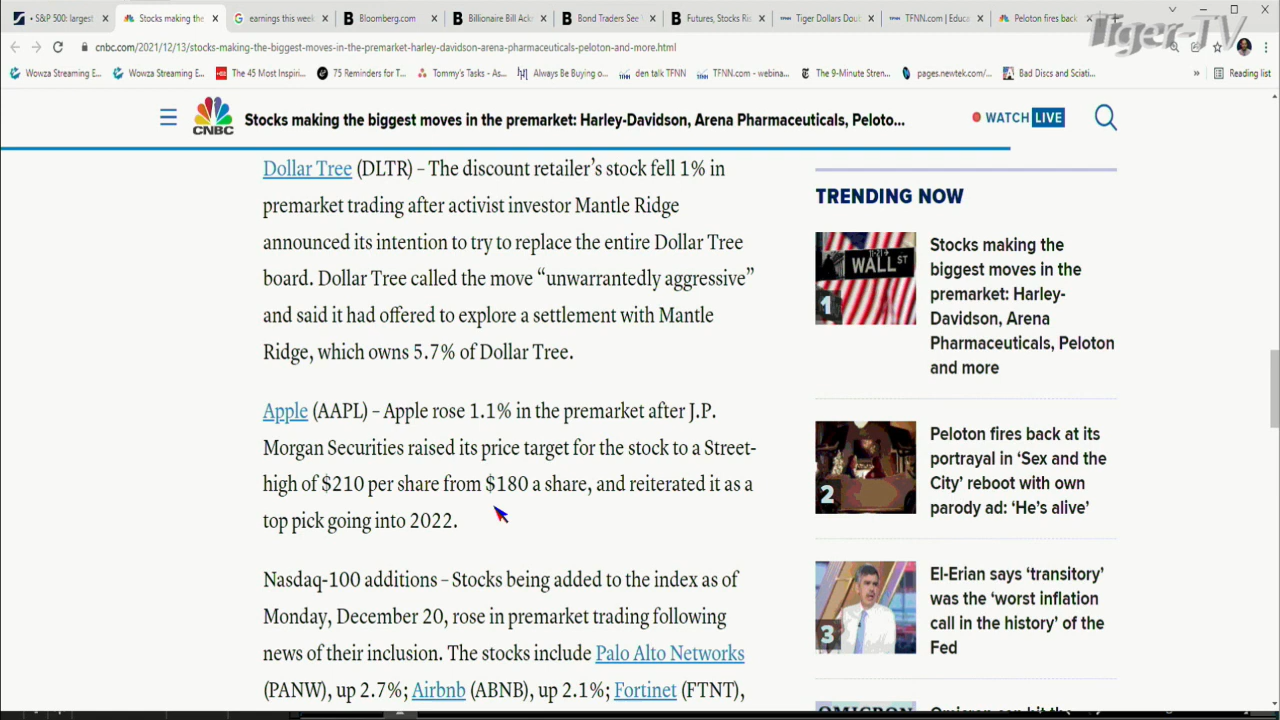 S&P 500: largest
Stocks making the
earnings this week
Bloomberg.com
Billionaire Bill Ack
Bond Traders See
Futures, Stocks Ris
Tiger Dollars Dou
TFNN.com | Educa
Peloton fires back
Tiger-TV
cnbc.com/2021/12/13/stocks-making-the-biggest-moves-in-the-premarket-harley-davidson-arena-pharmaceuticals-peloton-and-more.html
Wowza Streaming E...
Wowza Streaming E...
The 45 Most Inspiri...
75 Reminders for T...
Tommy's Tasks - As...
Always Be Buying o...
den talk TFNN
TFNN.com - webina...
The 9-Minute Stren...
pages.newtek.com/...
Bad Discs and Sciati...
»
Reading list
CNBC
Stocks making the biggest moves in the premarket: Harley-Davidson, Arena Pharmaceuticals, Peloto...
WATCH LIVE
Dollar Tree (DLTR) – The discount retailer’s stock fell 1% in
premarket trading after activist investor Mantle Ridge
announced its intention to try to replace the entire Dollar Tree
board. Dollar Tree called the move “unwarrantedly aggressive”
and said it had offered to explore a settlement with Mantle
Ridge, which owns 5.7% of Dollar Tree.
Apple (AAPL) – Apple rose 1.1% in the premarket after J.P.
Morgan Securities raised its price target for the stock to a Street-
high of $210 per share from $180 a share, and reiterated it as a
top pick going into 2022.
Nasdaq-100 additions – Stocks being added to the index as of
Monday, December 20, rose in premarket trading following
news of their inclusion. The stocks include Palo Alto Networks
(PANW), up 2.7%; Airbnb (ABNB), up 2.1%; Fortinet (FTNT),
TRENDING NOW
WALL ST
1
Stocks making the
biggest moves in the
premarket: Harley-
Davidson, Arena
Pharmaceuticals, Peloton
and more
2
Peloton fires back at its
portrayal in ‘Sex and the
City’ reboot with own
parody ad: ‘He’s alive’
3
El-Erian says ‘transitory’
was the ‘worst inflation
call in the history’ of the
Fed
OMICRON